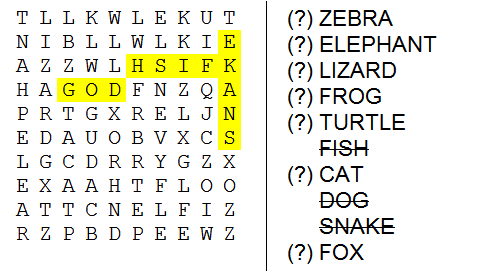 T L L K W L E K U T
N I B L L W L K I E
A Z Z W L H S I F K
H A G O D F N Z Q A
P R T G X R E L J N
E D A U O B V X C S
L G C D R R Y G Z X
E X A A H T F L O O
A T T C N E L F I Z
R Z P B D P E E W Z
(?) ZEBRA
(?) ELEPHANT
(?) LIZARD
(?) FROG
(?) TURTLE
FISH
(?) CAT
DOG
SNAKE
(?) FOX